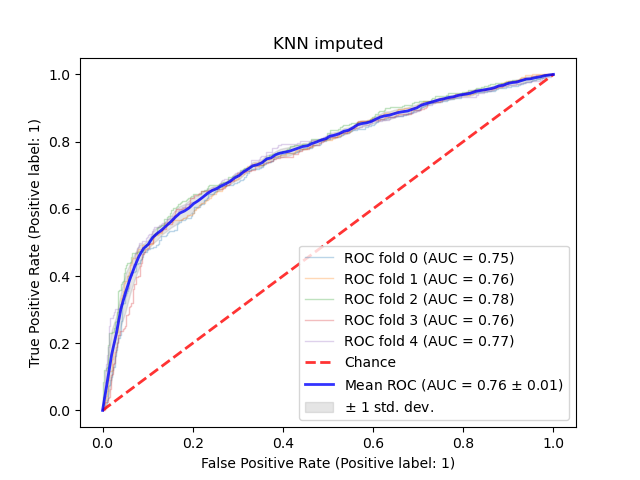 KNN imputed
1.0
0.8
0.6
0.4
0.2
0.0
True Positive Rate (Positive label: 1)
ROC fold 0 (AUC = 0.75)
ROC fold 1 (AUC = 0.76)
ROC fold 2 (AUC = 0.78)
ROC fold 3 (AUC = 0.76)
ROC fold 4 (AUC = 0.77)
Chance
Mean ROC (AUC = 0.76 ± 0.01)
± 1 std. dev.
0.0 0.2 0.4 0.6 0.8 1.0
False Positive Rate (Positive label: 1)